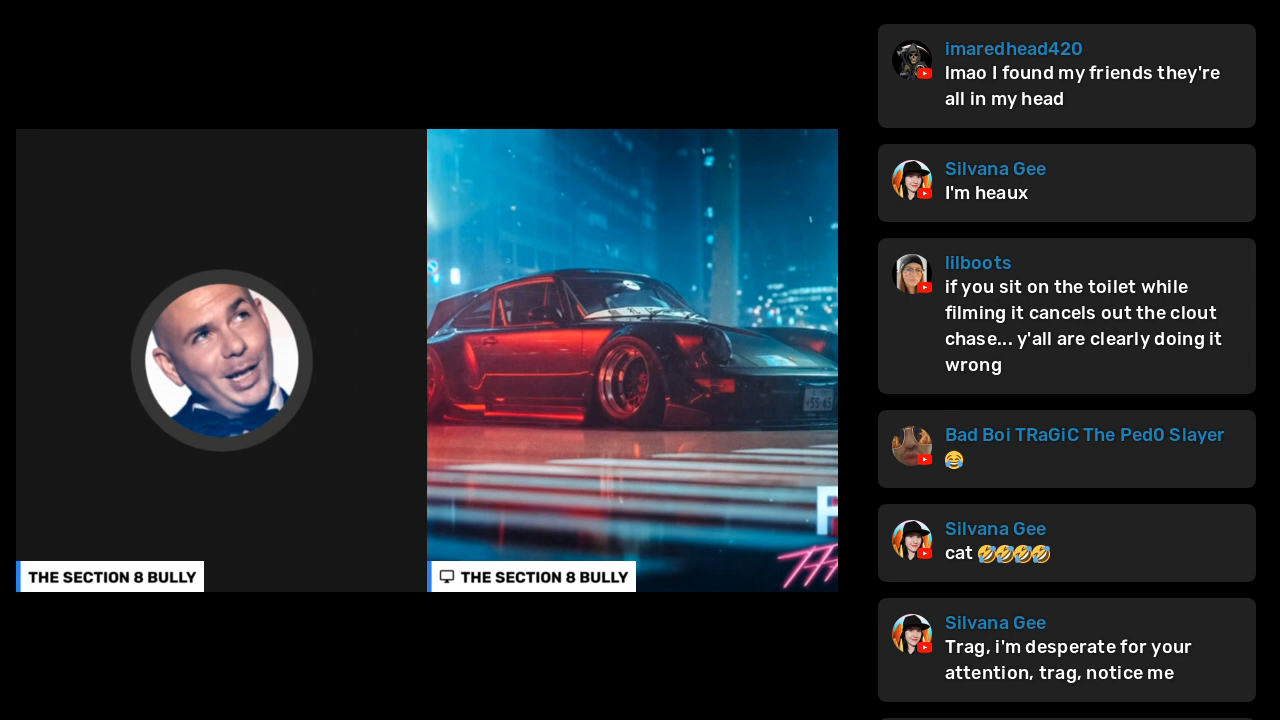 THE SECTION 8 BULLY
THE SECTION 8 BULLY
imaredhead420
lmao I found my friends they're
all in my head
Silvana Gee
I'm heaux
lilboots
if you sit on the toilet while
filming it cancels out the clout
chase... y'all are clearly doing it
wrong
Bad Boi TRaGiC The Ped0 Slayer
😂
Silvana Gee
cat 🤣🤣🤣🤣
Silvana Gee
Trag, i'm desperate for your
attention, trag, notice me